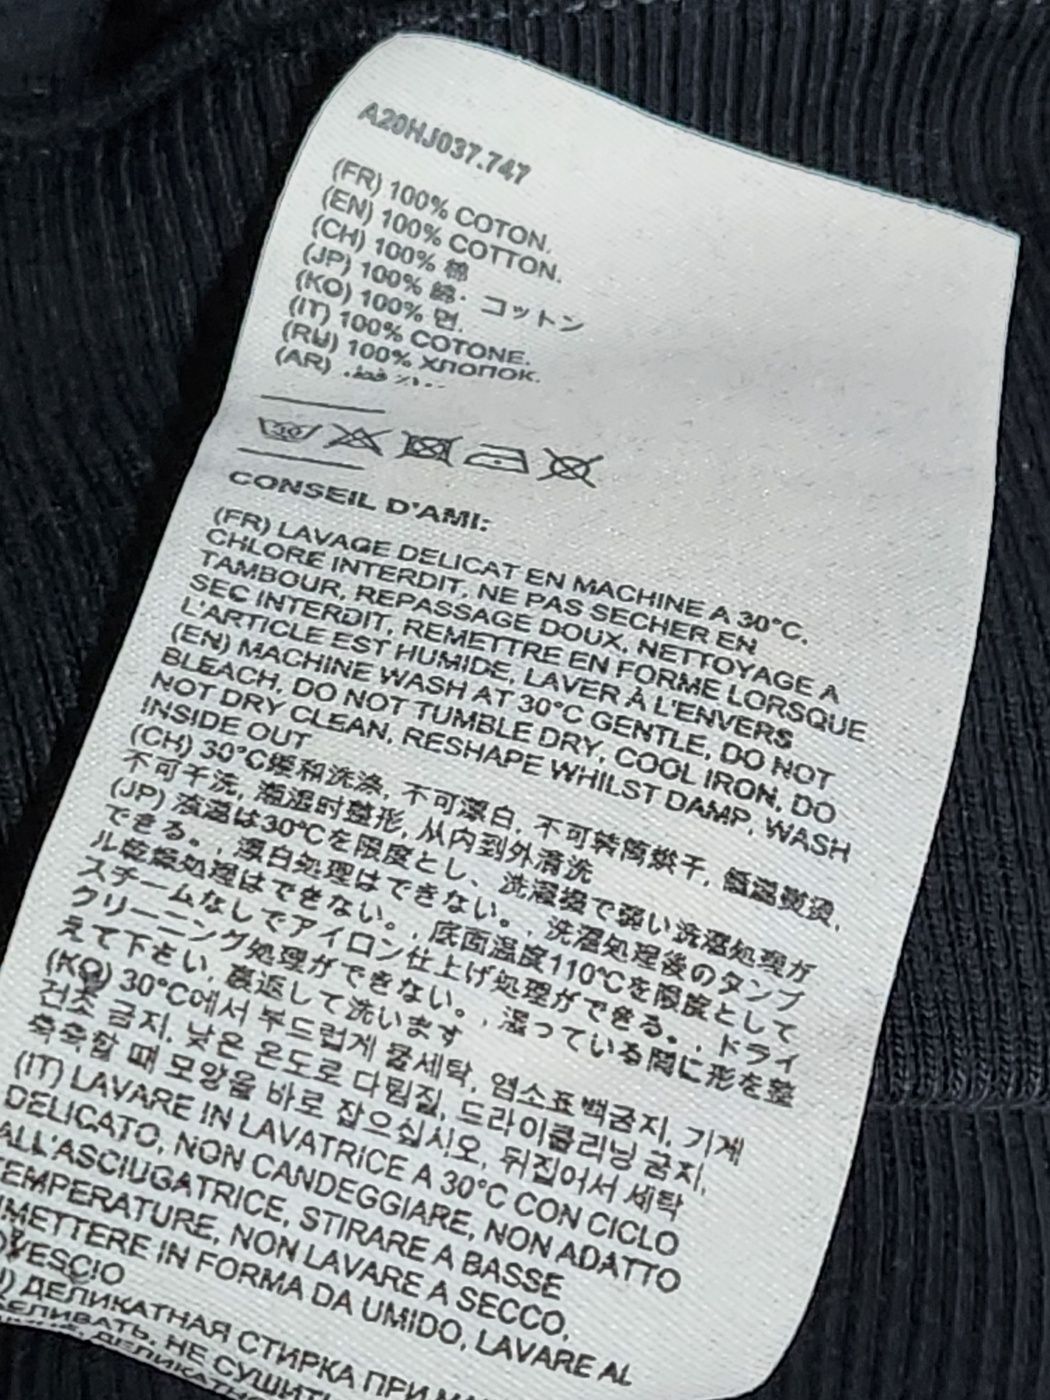 A20HJ037.747
(FR) 100% COTON.
(EN) 100% COTTON.
(CH) 100% 棉
(JP) 100% 綿・コットン
(KO) 100% 면.
(IT) 100% COTONE.
(RU) 100% ХЛОПОК.
(AR) ١٠٠٪ قطن.
30
CONSEIL D'AMI:
(FR) LAVAGE DELICAT EN MACHINE A 30°C,
CHLORE INTERDIT, NE PAS SECHER EN
TAMBOUR, REPASSAGE DOUX, NETTOYAGE A
SEC INTERDIT, REMETTRE EN FORME LORSQUE
L'ARTICLE EST HUMIDE, LAVER À L'ENVERS
(EN) MACHINE WASH AT 30°C GENTLE, DO NOT
BLEACH, DO NOT TUMBLE DRY, COOL IRON, DO
NOT DRY CLEAN, RESHAPE WHILST DAMP, WASH
INSIDE OUT
(CH) 30°C缓和洗涤, 不可漂白, 不可转筒烘干, 低温熨烫,
不可干洗, 潮湿时整形, 从内到外清洗
(JP) 液温は30℃を限度とし、洗濯機で弱い洗濯処理が
できる。, 漂白処理はできない。, 洗濯処理後のタンブ
ル乾燥処理はできない。, 底面温度110℃を限度として
スチームなしでアイロン仕上げ処理ができる。, ドライ
クリーニング処理ができない。, 湿っている間に形を整
えて下さい, 裏返して洗います
(KO) 30°C에서 부드럽게 물세탁, 염소표백금지, 기계
건조 금지, 낮은 온도로 다림질, 드라이클리닝 금지,
축축할 때 모양을 바로 잡으십시오, 뒤집어서 세탁
(IT) LAVARE IN LAVATRICE A 30°C CON CICLO
DELICATO, NON CANDEGGIARE, NON ADATTO
ALL'ASCIUGATRICE, STIRARE A BASSE
TEMPERATURE, NON LAVARE A SECCO,
METTERE IN FORMA DA UMIDO, LAVARE AL
ROVESCIO
ДЕЛИКАТНАЯ СТИРКА ПРИ
НЕ СУШИТЬ